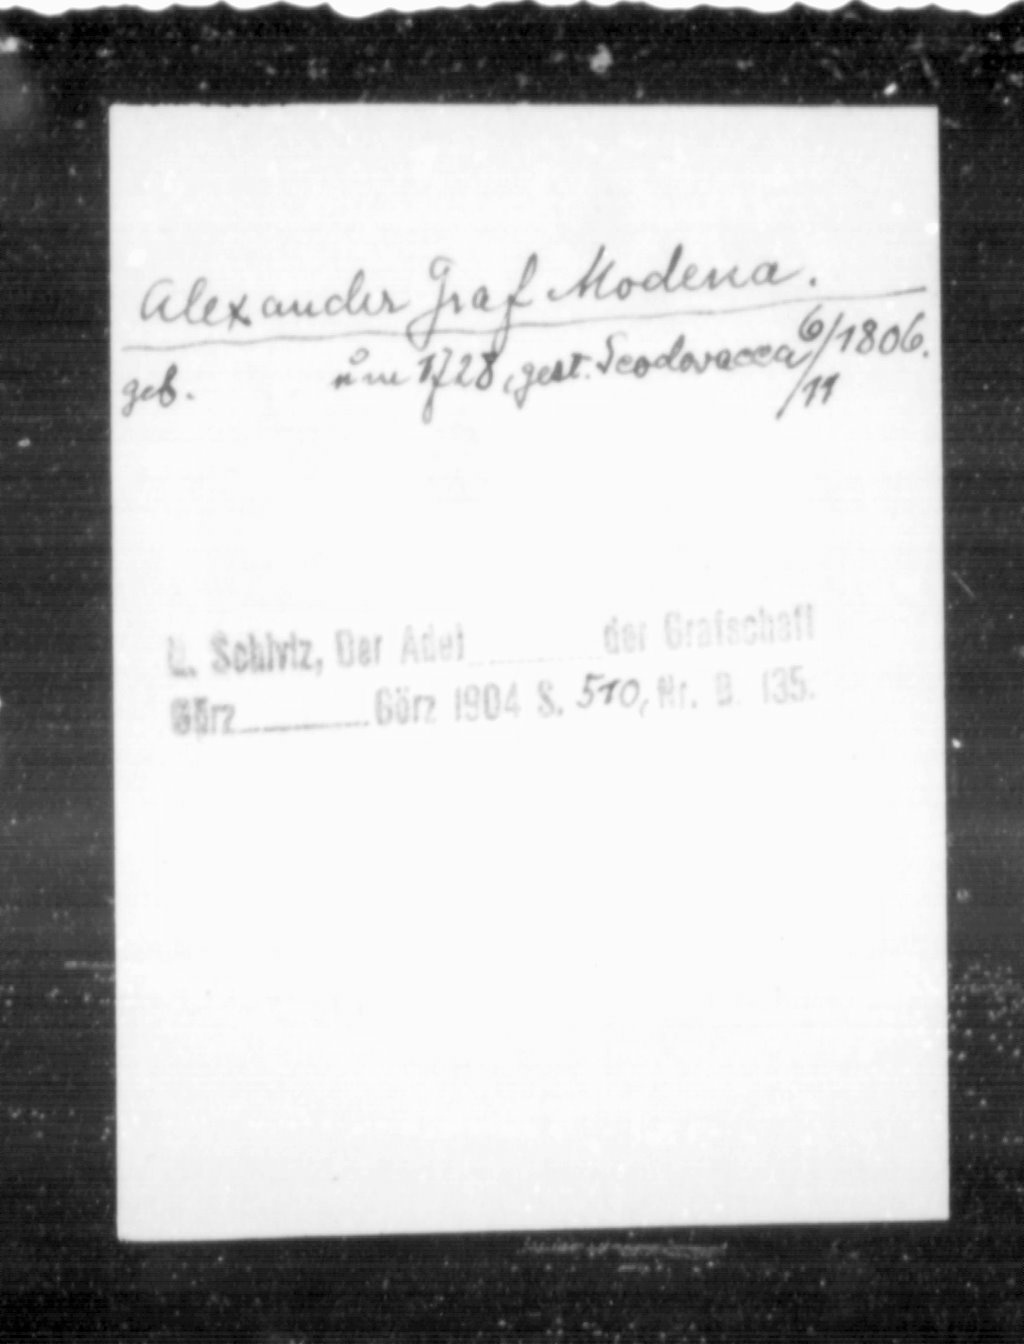 Alexander Graf Modena.
geb. um 1728, gest. Scodovacca 6/11 1806.
L. Schivtz, Der Adel ........ der Grafschaft
Görz ........ Görz 1904 S. 510, Nr. B. 135.